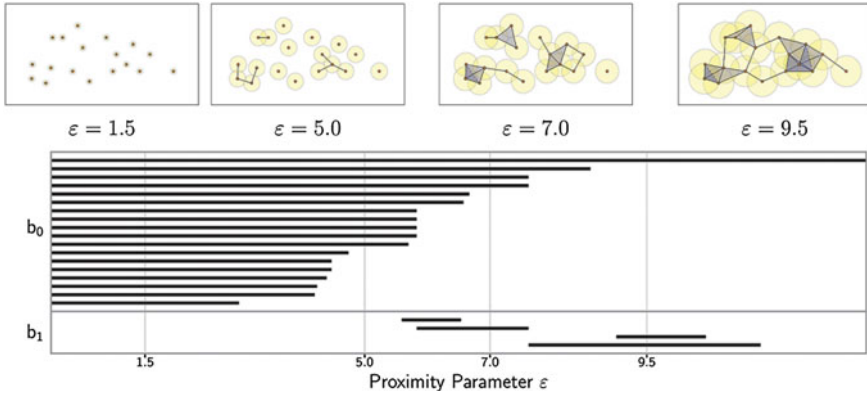 ε = 1.5 ε = 5.0 ε = 7.0 ε = 9.5
b₀
b₁
1.5 5.0 7.0 9.5
Proximity Parameter ε